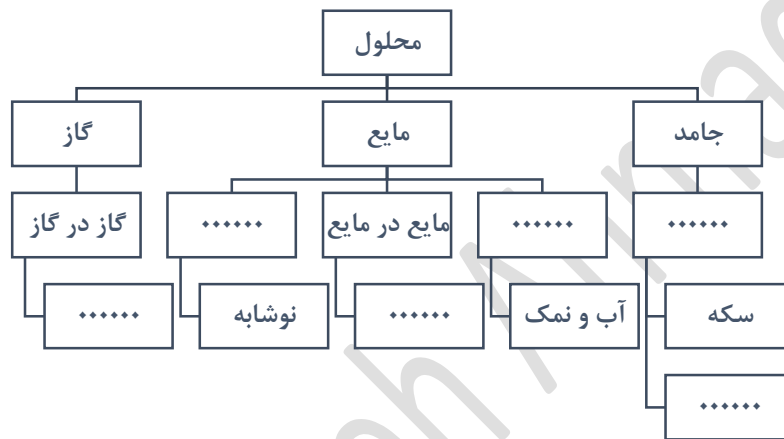 محلول
جامد
مایع
گاز
......
......
مایع در مایع
......
گاز در گاز
سکه
آب و نمک
......
نوشابه
......
......